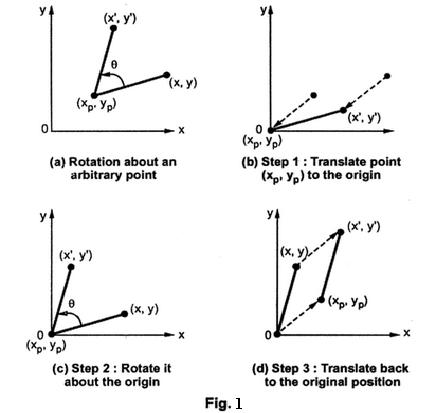 y
(x', y')
θ
(x, y)
(xp, yp)
0
x
(a) Rotation about an
arbitrary point
y
(x', y')
0
x
(xp, yp)
(b) Step 1 : Translate point
(xp, yp) to the origin
y
(x', y')
θ
(x, y)
0
x
(xp, yp)
(c) Step 2 : Rotate it
about the origin
y
(x', y')
(x, y)
(xp, yp)
0
x
(d) Step 3 : Translate back
to the original position
Fig.1